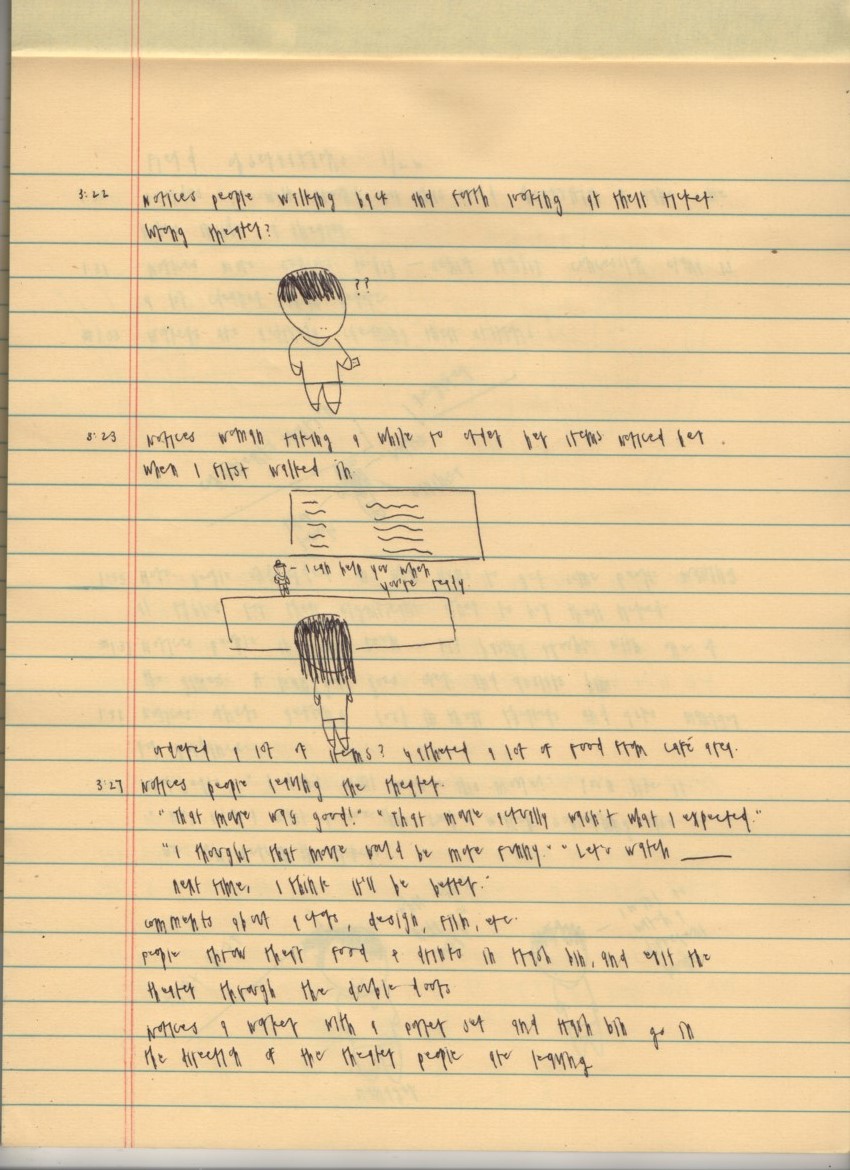 3:22 Notices people walking back and forth looking at their ticket.
Wrong theater?
??
3:23 Notices woman taking a while to order her items noticed her
when I first walked in
- I can help you when
you're ready
ordered a lot of items? Gathered a lot of food from café area.
3:27 Notices people leaving the theater.
"That movie was good!" "That movie actually wasn't what I expected."
"I thought that movie would be more funny." "Let's watch ____
next time, I think it'll be better."
comments about actors, design, film, etc.
people throw their food & drinks in trash bin, and exit the
theater through the double doors
Notices a worker with a and trash bin go in
the direction of the theater people are leaving